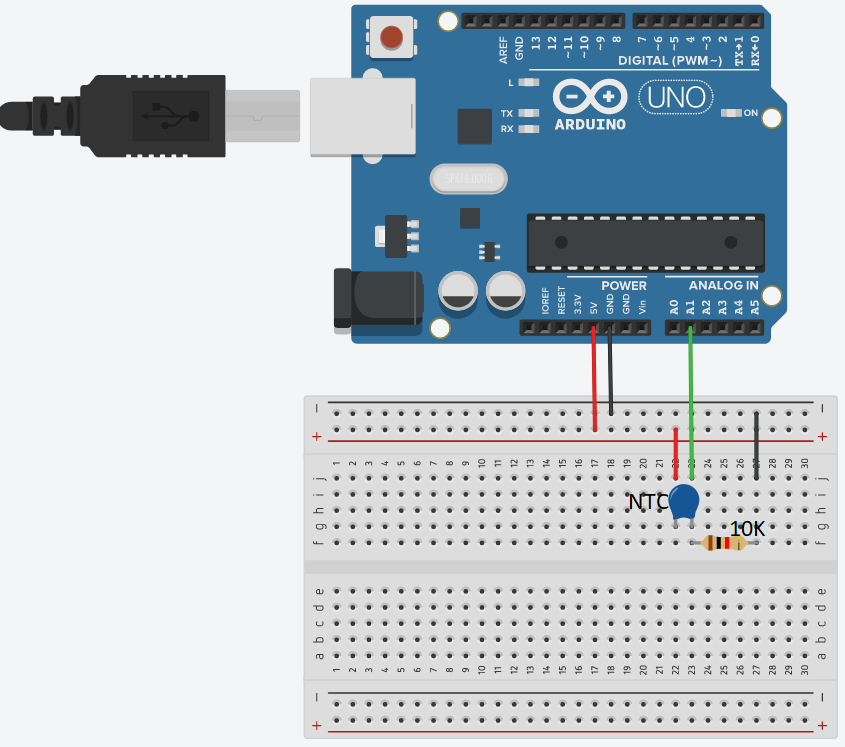 AREF GND 13 12 ~11 ~10 ~9 8 7 ~6 ~5 4 ~3 2 TX→1 RX←0
DIGITAL (PWM~)
L
TX
RX
ON
UNO
ARDUINO
POWER
ANALOG IN
IOREF RESET 3.3V 5V GND GND Vin A0 A1 A2 A3 A4 A5
− −
+ +
1 2 3 4 5 6 7 8 9 10 11 12 13 14 15 16 17 18 19 20 21 22 23 24 25 26 27 28 29 30
j j
i i
NTC
h h
g g
10K
f f
e e
d d
c c
b b
a a
1 2 3 4 5 6 7 8 9 10 11 12 13 14 15 16 17 18 19 20 21 22 23 24 25 26 27 28 29 30
− −
+ +